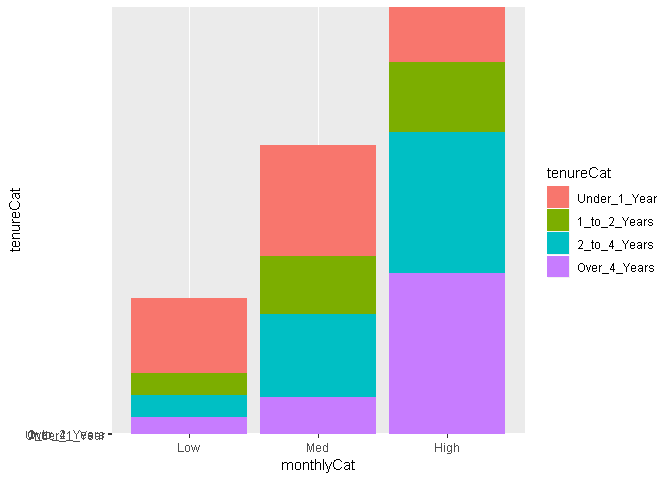 tenureCat
tenureCat
Under_1_Year
1_to_2_Years
2_to_4_Years
Over_4_Years
Low Med High
monthlyCat